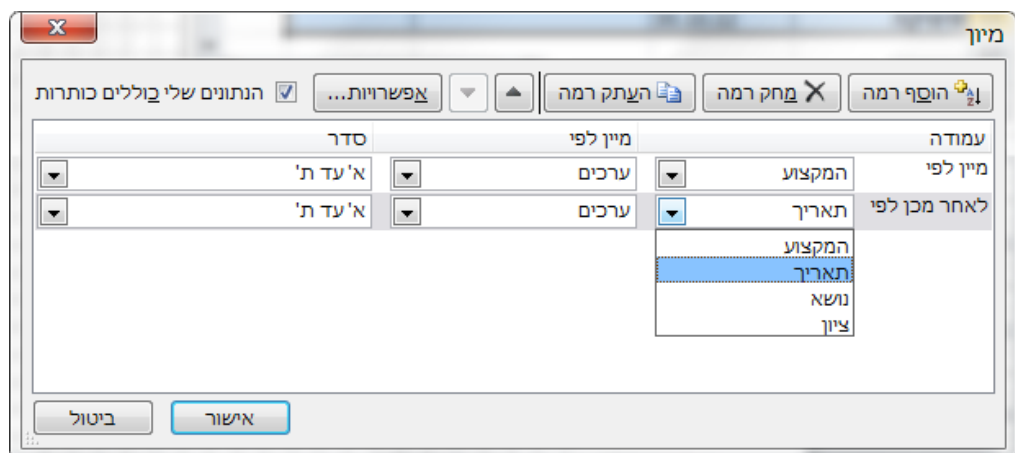 מיון
הוסף רמה מחק רמה העתק רמה אפשרויות... הנתונים שלי כוללים כותרות
עמודה מיין לפי סדר
מיין לפי המקצוע ערכים א' עד ת'
לאחר מכן לפי תאריך ערכים א' עד ת'
המקצוע
תאריך
נושא
ציון
אישור ביטול